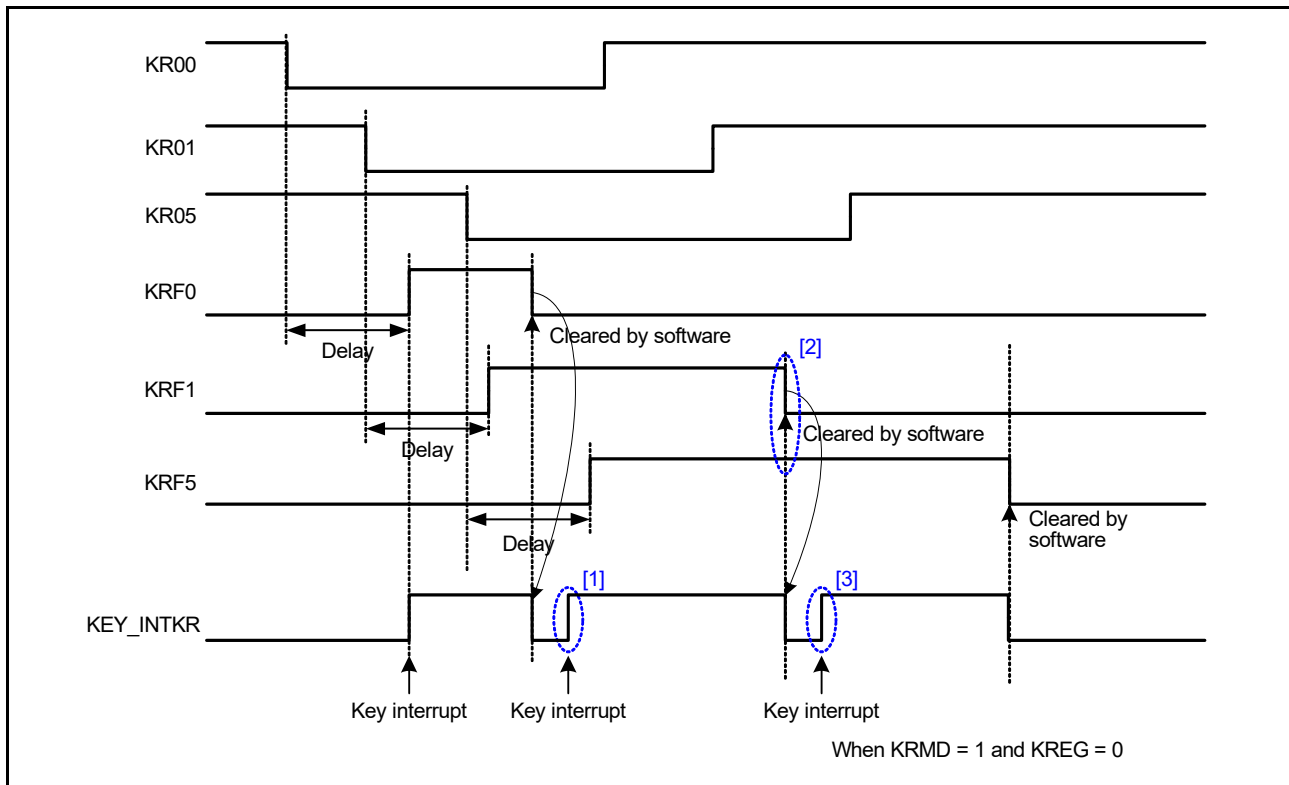 KR00
KR01
KR05
KRF0
Cleared by software
Delay
[2]
KRF1
Cleared by software
Delay
KRF5
Cleared by
software
Delay
[1]
[3]
KEY_INTKR
Key interrupt
Key interrupt
Key interrupt
When KRMD = 1 and KREG = 0